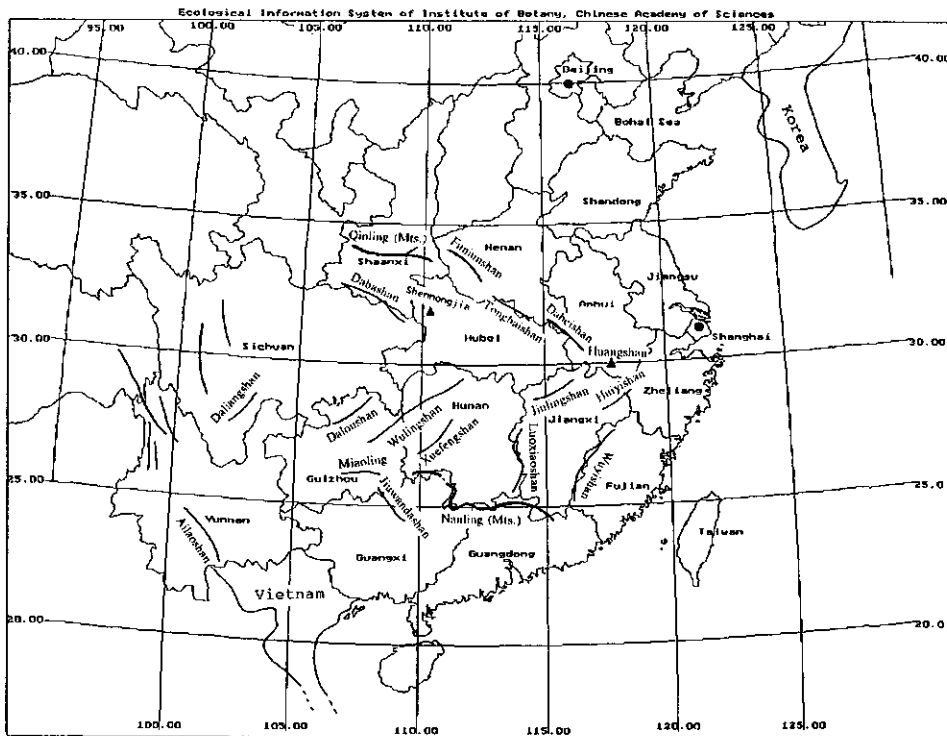 Ecological Information System of Institute of Botany, Chinese Academy of Sciences
95.00 100.00 105.00 110.00 115.00 120.00 125.00
40.00 40.00
Beijing
Bohai Sea
Korea
35.00 35.00
Shandong
Qinling (Mts.)
Funiunshan
Henan
Shaanxi
Jiangsu
Dabashan
Shennongjia
Tongbaishan
Anhui
Dabeishan
30.00 30.00
Shanghai
Sichuan
Hubei
Huangshan
Zhejiang
Daliangshan
Daloushan
Wulingshan
Hunan
Jiulingshan
Huiyishan
Jiangxi
Xuefengshan
Luoxiaoshan
Wuyishan
Miaoling
25.00 25.00
Guizhou
Jiuwandashan
Fujian
Yunnan
Nanling (Mts.)
Taiwan
Ailaoshan
Guangxi
Guangdong
Vietnam
20.00 20.0
100.00 105.00 110.00 115.00 120.00 125.00